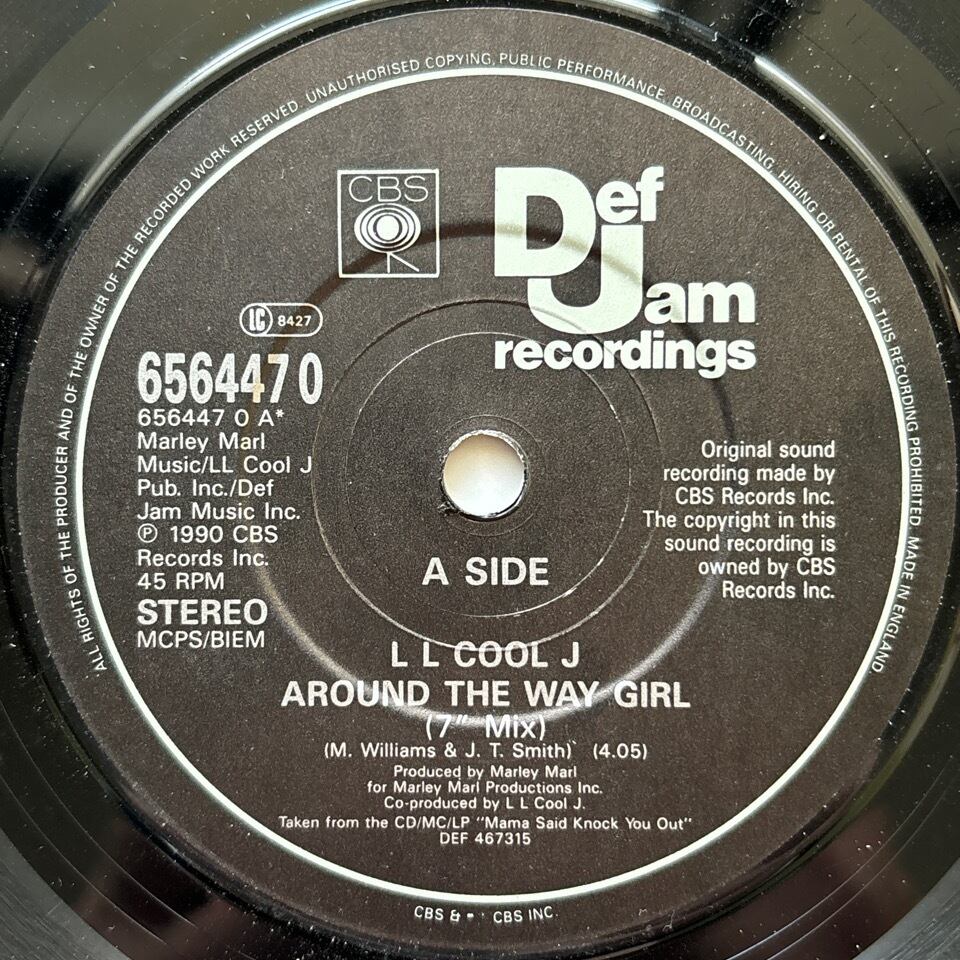 ALL RIGHTS OF THE PRODUCER AND OF THE OWNER OF THE RECORDED WORK RESERVED. UNAUTHORISED COPYING, PUBLIC PERFORMANCE, BROADCASTING, HIRING OR RENTAL OF THIS RECORDING PROHIBITED. MADE IN ENGLAND.
CBS
Def
Jam
recordings
LC 8427
656447 0
656447 0 A*
Marley Marl
Music/LL Cool J
Pub. Inc./Def
Jam Music Inc.
℗ 1990 CBS
Records Inc.
45 RPM
STEREO
MCPS/BIEM
Original sound
recording made by
CBS Records Inc.
The copyright in this
sound recording is
owned by CBS
Records Inc.
A SIDE
L L COOL J
AROUND THE WAY GIRL
(7" Mix)
(M. Williams & J. T. Smith) (4.05)
Produced by Marley Marl
for Marley Marl Productions Inc.
Co-produced by L L Cool J.
Taken from the CD/MC/LP "Mama Said Knock You Out"
DEF 467315
CBS & CBS INC.